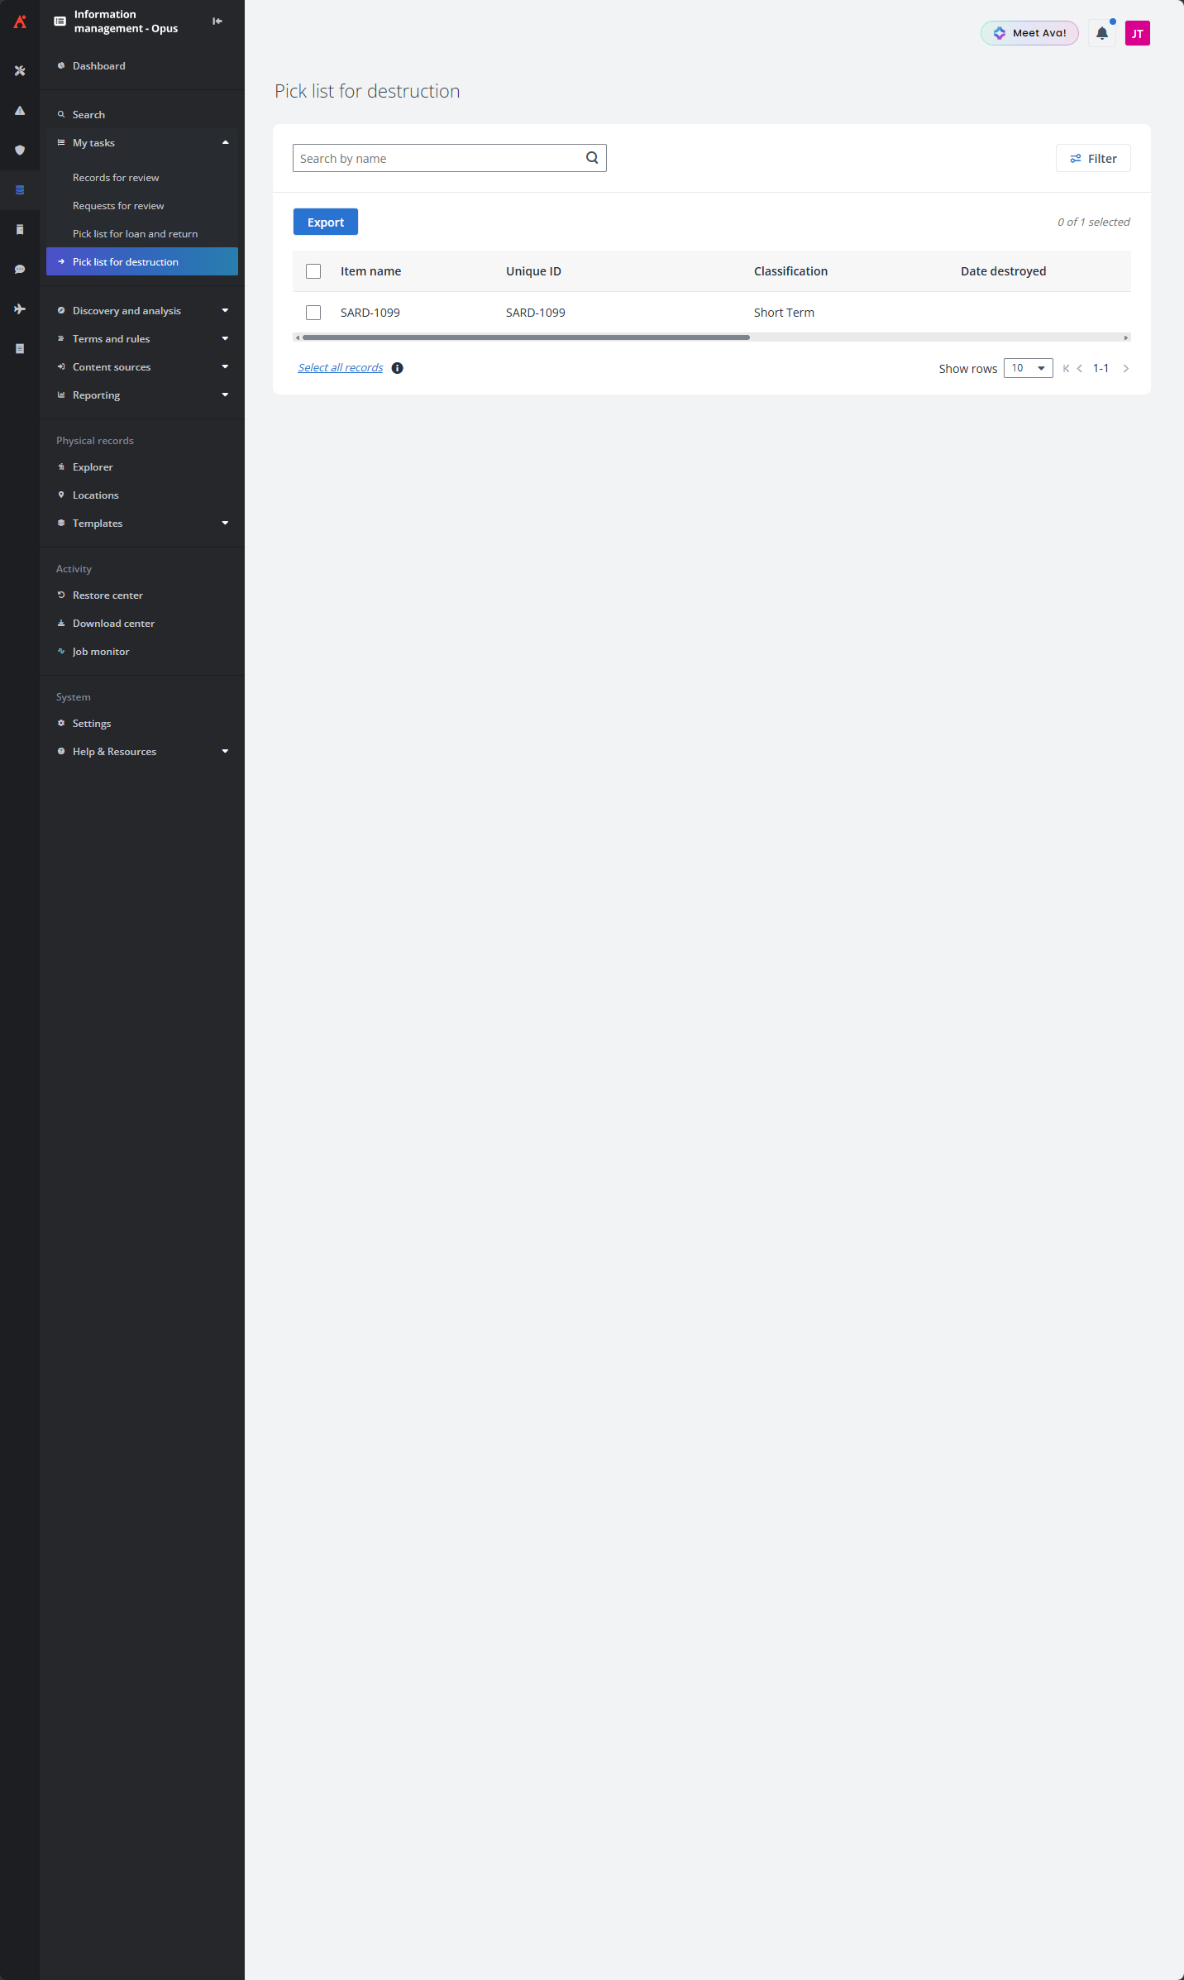 Information
management - Opus
Dashboard
Search
My tasks
Records for review
Requests for review
Pick list for loan and return
Pick list for destruction
Discovery and analysis
Terms and rules
Content sources
Reporting
Physical records
Explorer
Locations
Templates
Activity
Restore center
Download center
Job monitor
System
Settings
Help & Resources
Meet Ava!
JT
Pick list for destruction
Search by name
Filter
Export
0 of 1 selected
Item name Unique ID Classification Date destroyed
SARD-1099 SARD-1099 Short Term
Select all records
Show rows 10 1-1